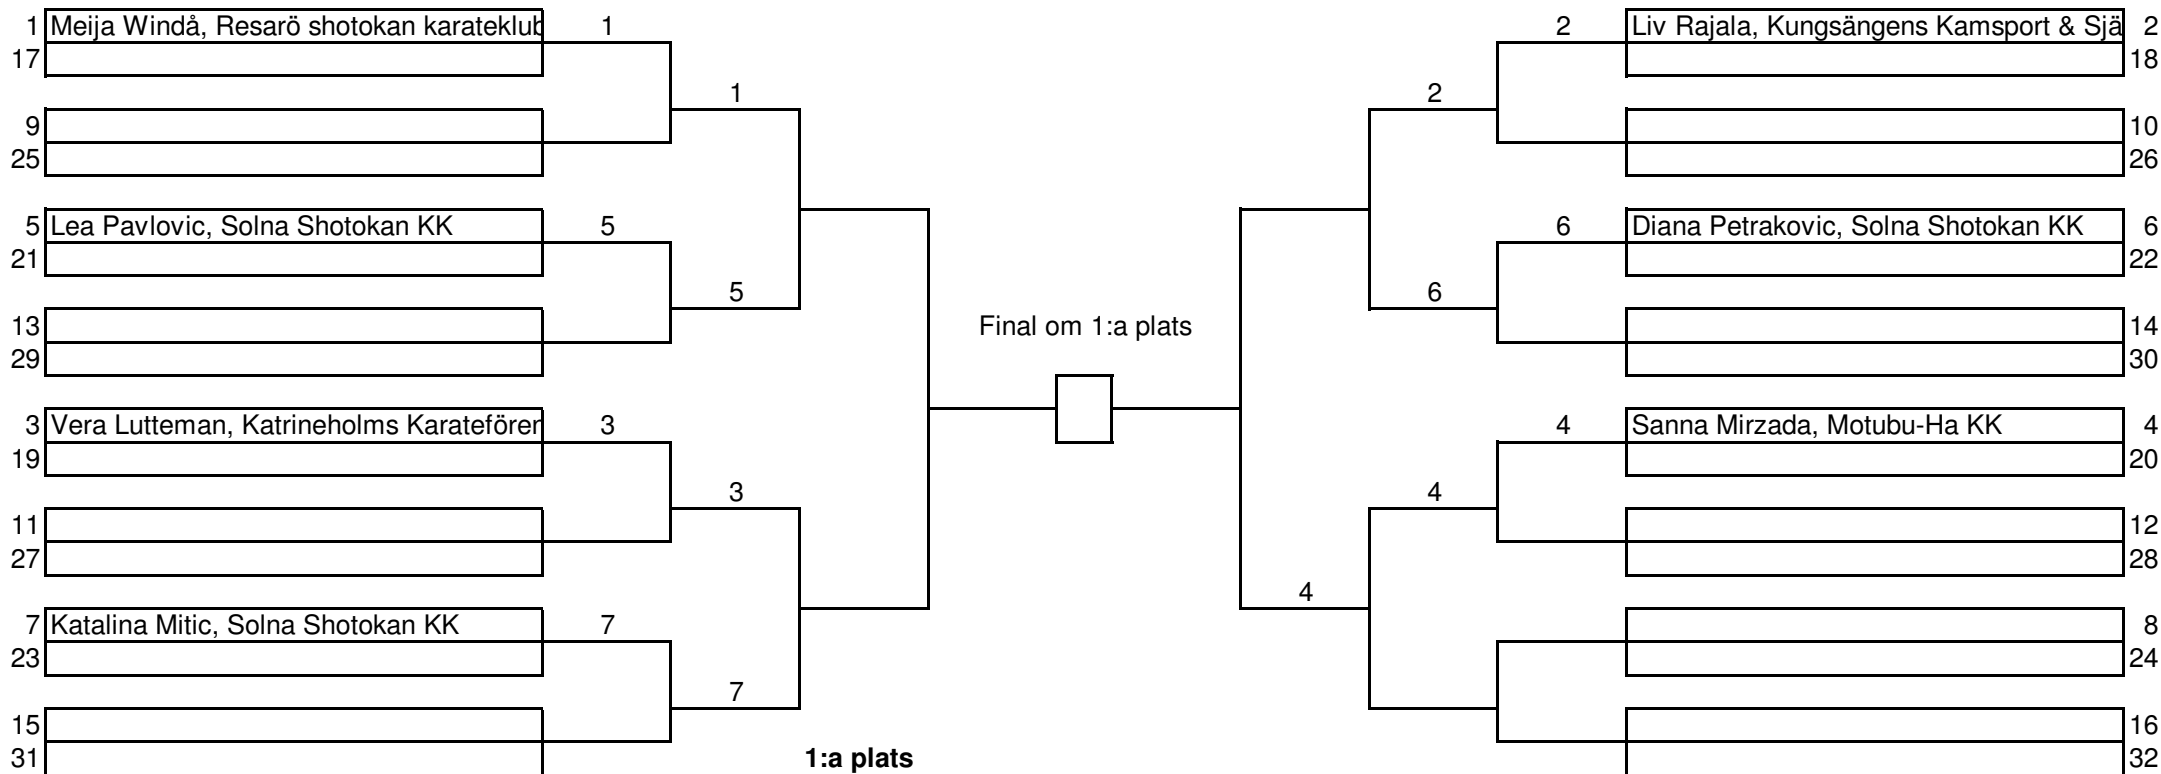 1 Meija Windå, Resarö shotokan karateklub 1 2 Liv Rajala, Kungsängens Kamsport & Sjä 2
17 18
1 2
9 10
25 26
5 Lea Pavlovic, Solna Shotokan KK 5 6 Diana Petrakovic, Solna Shotokan KK 6
21 22
5 6
13 Final om 1:a plats 14
29 30
3 Vera Lutteman, Katrineholms Karateförer 3 4 Sanna Mirzada, Motubu-Ha KK 4
19 20
3 4
11 12
27 28
4
7 Katalina Mitic, Solna Shotokan KK 7 8
23 24
7
15 16
31 1:a plats 32